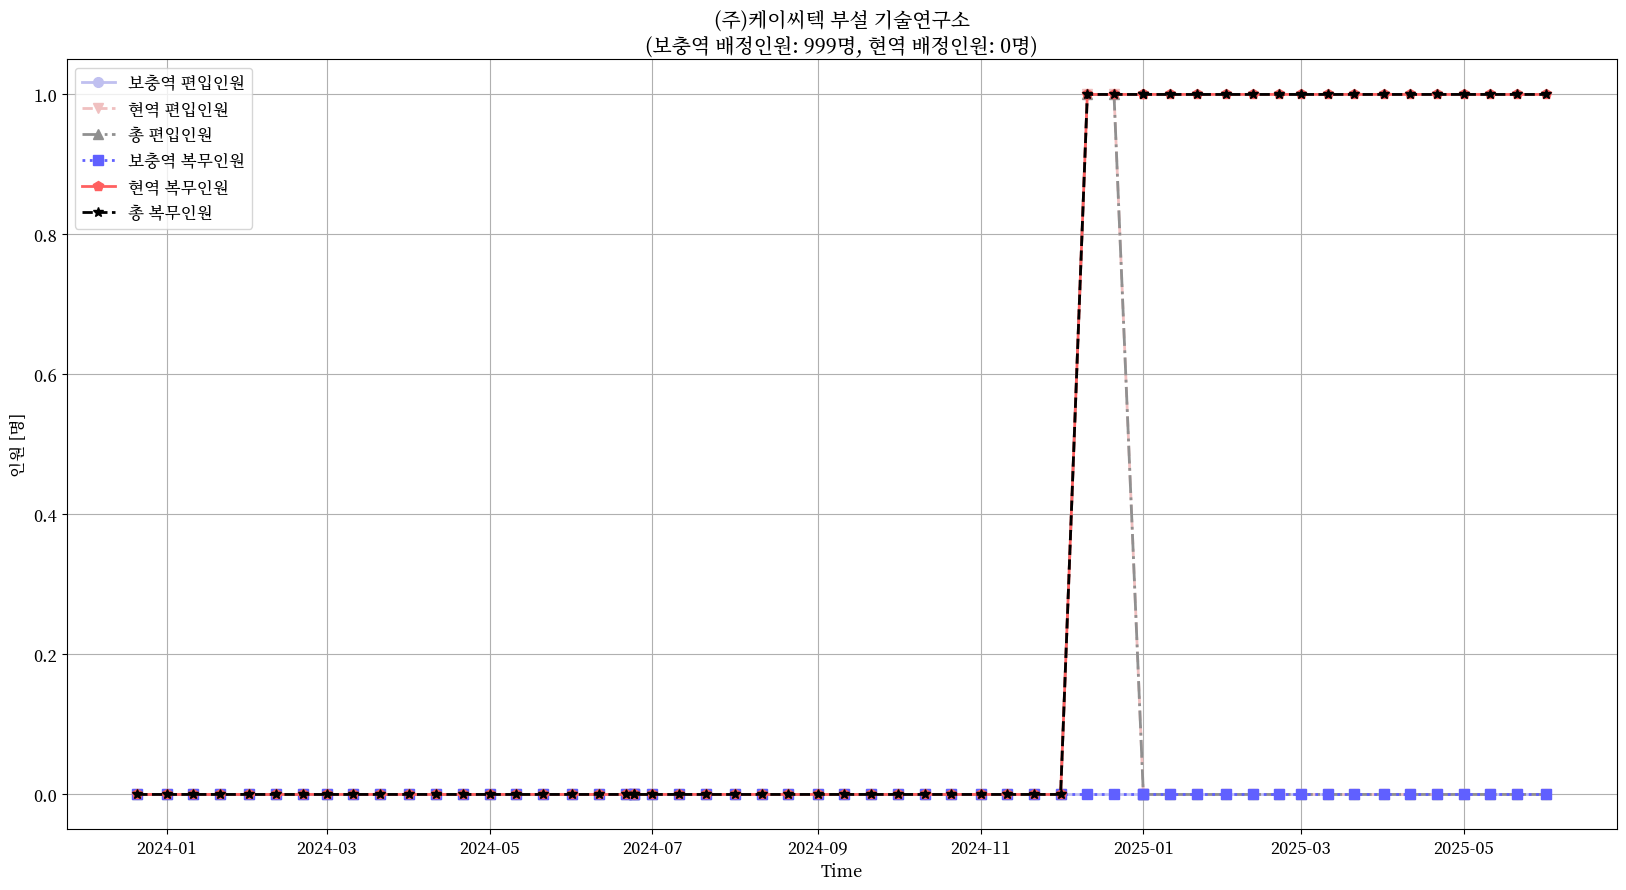 (주)케이씨텍 부설 기술연구소
(보충역 배정인원: 999명, 현역 배정인원: 0명)
보충역 편입인원
현역 편입인원
총 편입인원
보충역 복무인원
현역 복무인원
총 복무인원
1.0
0.8
0.6
0.4
0.2
0.0
인원 [명]
2024-01 2024-03 2024-05 2024-07 2024-09 2024-11 2025-01 2025-03 2025-05
Time